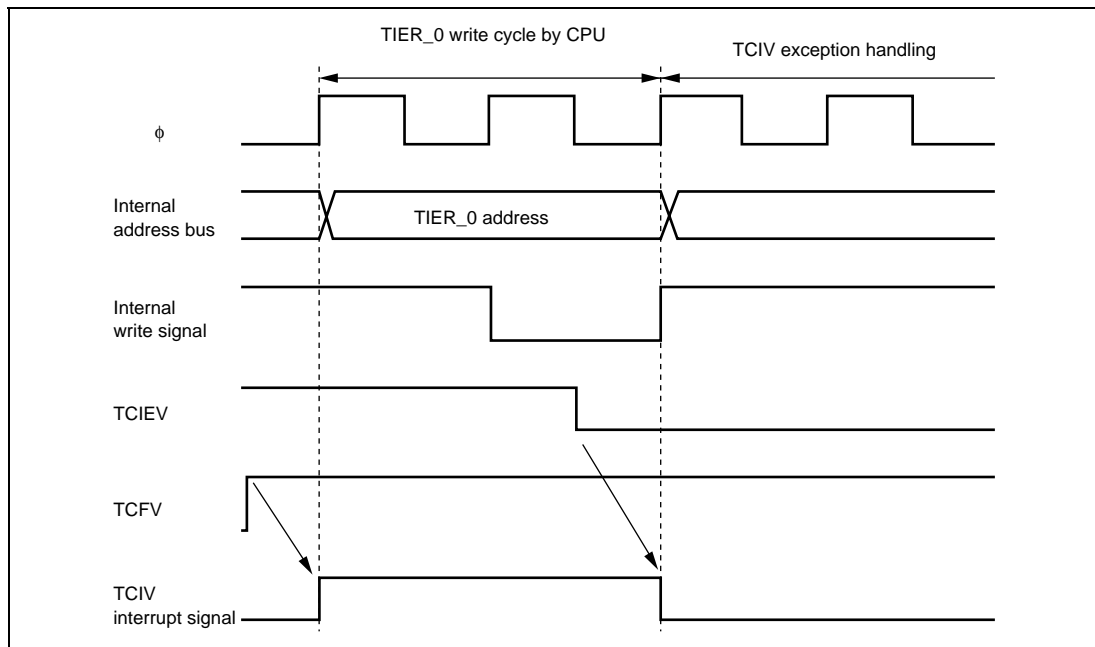 TIER_0 write cycle by CPU
TCIV exception handling
ϕ
Internal
address bus
TIER_0 address
Internal
write signal
TCIEV
TCFV
TCIV
interrupt signal